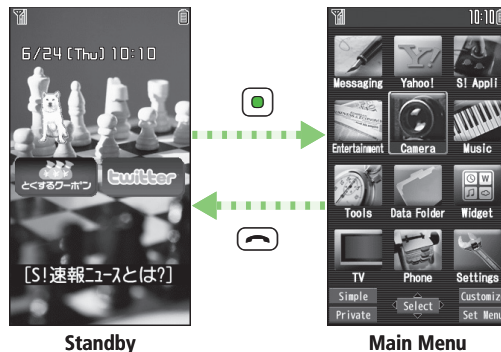 6/24 (Thu) 10:10
とくするクーポン
twitter
[S!速報ニュースとは?]
Standby
10:10
Messaging Yahoo! S! Appli
Entertainment Camera Music
Tools Data Folder Widget
TV Phone Settings
Simple Select Customiz
Private Set Menu
Main Menu